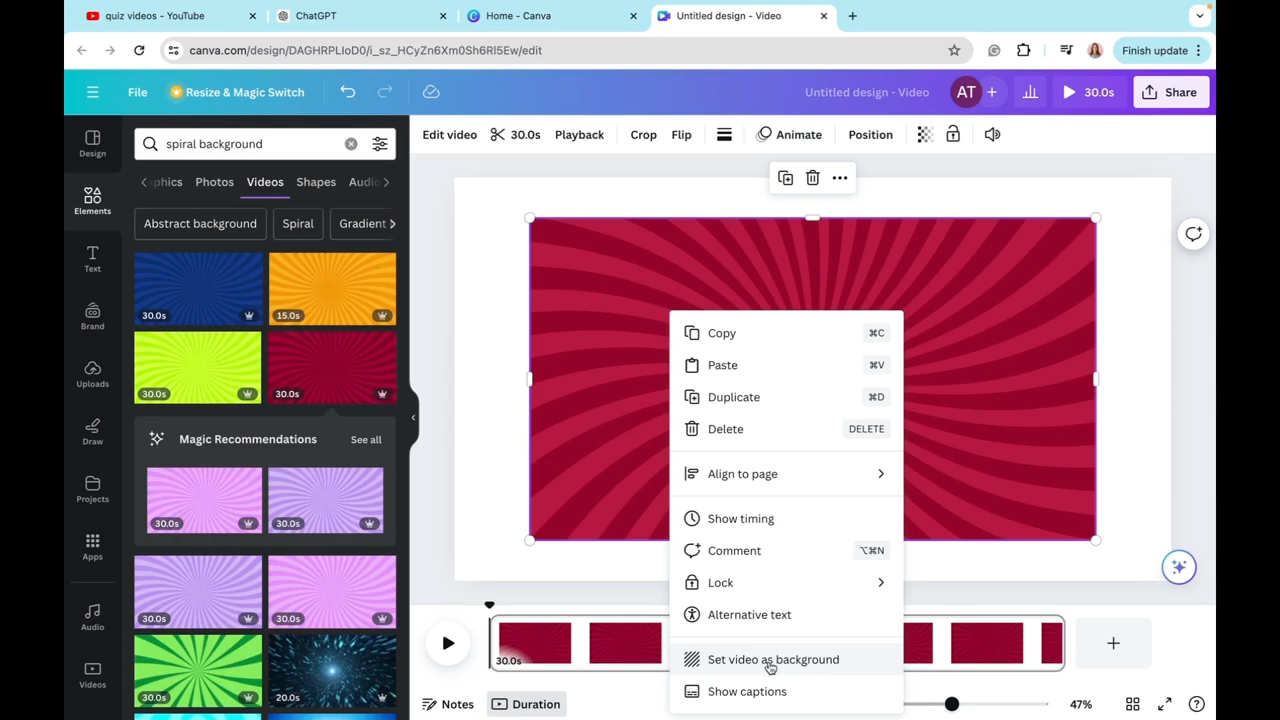 quiz videos - YouTube
ChatGPT
Home - Canva
Untitled design - Video
canva.com/design/DAGHRPLIoD0/i_sz_HCyZn6Xm0Sh6RI5Ew/edit
Finish update
File
Resize & Magic Switch
Untitled design - Video
AT
30.0s
Share
Design
Elements
Text
Brand
Uploads
Draw
Projects
Apps
Audio
Videos
spiral background
aphics
Photos
Videos
Shapes
Audio
Abstract background
Spiral
Gradient
30.0s
15.0s
30.0s
30.0s
Magic Recommendations
See all
30.0s
30.0s
30.0s
30.0s
30.0s
20.0s
Edit video
30.0s
Playback
Crop
Flip
Animate
Position
Copy
⌘C
Paste
⌘V
Duplicate
⌘D
Delete
DELETE
Align to page
Show timing
Comment
⌥⌘N
Lock
Alternative text
Set video as background
Show captions
30.0s
Notes
Duration
47%